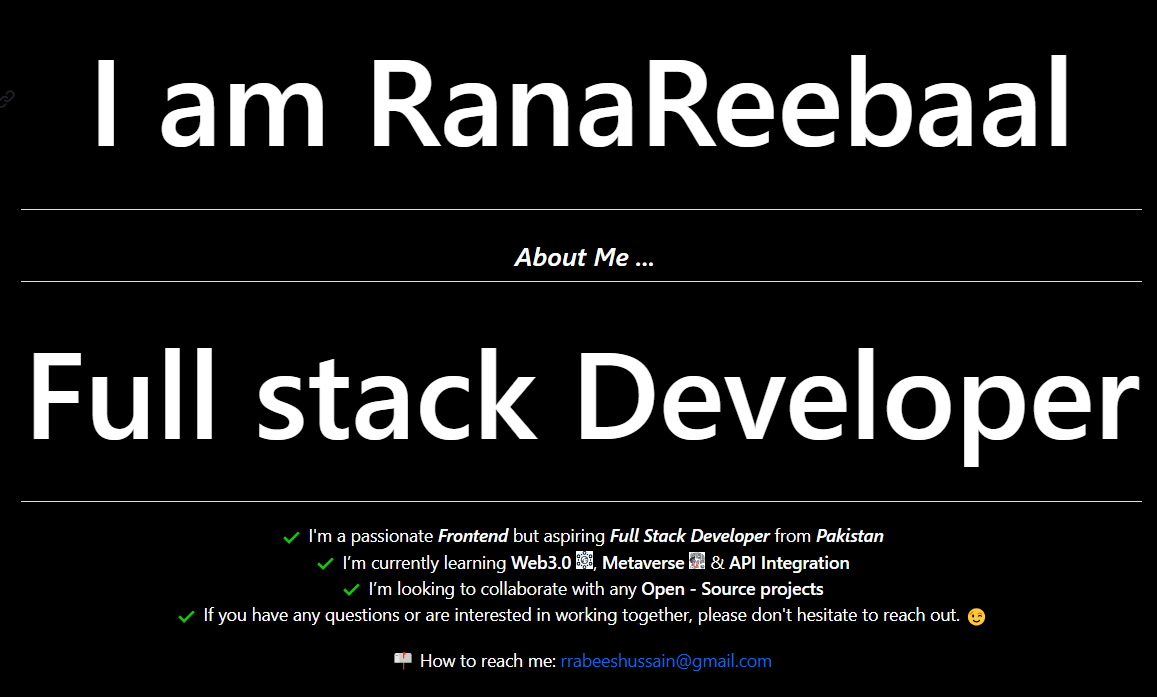 I am RanaReebaal
About Me ...
Full stack Developer
I'm a passionate Frontend but aspiring Full Stack Developer from Pakistan
I’m currently learning Web3.0, Metaverse & API Integration
I’m looking to collaborate with any Open - Source projects
If you have any questions or are interested in working together, please don't hesitate to reach out. 😉
How to reach me: rrabeeshussain@gmail.com